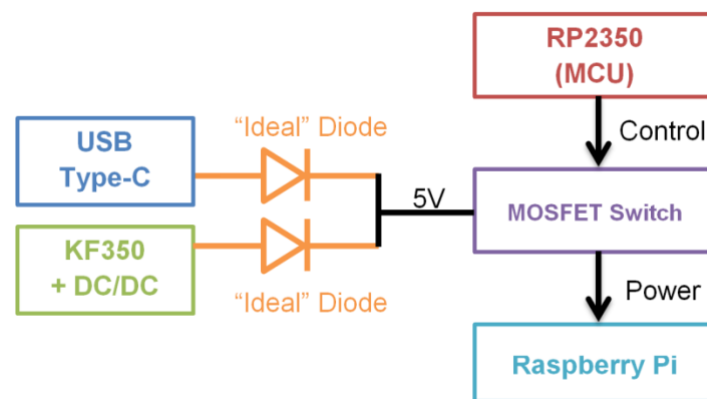 RP2350
(MCU)
"Ideal" Diode
Control
USB
Type-C
5V
MOSFET Switch
KF350
+ DC/DC
"Ideal" Diode
Power
Raspberry Pi